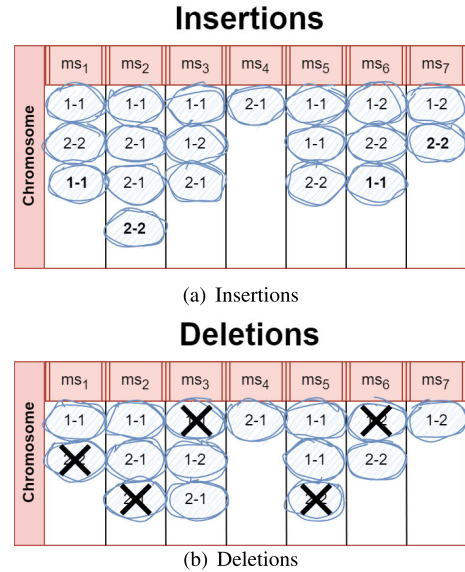 Insertions
ms1 ms2 ms3 ms4 ms5 ms6 ms7
Chromosome
1-1 1-1 1-1 2-1 1-1 1-2 1-2
2-2 2-1 1-2 1-1 2-2 2-2
1-1 2-1 2-1 2-2 1-1
2-2
(a) Insertions
Deletions
ms1 ms2 ms3 ms4 ms5 ms6 ms7
Chromosome
1-1 1-1 2-1 1-1 1-2
2-1 1-2 1-1 2-2
2-1
(b) Deletions